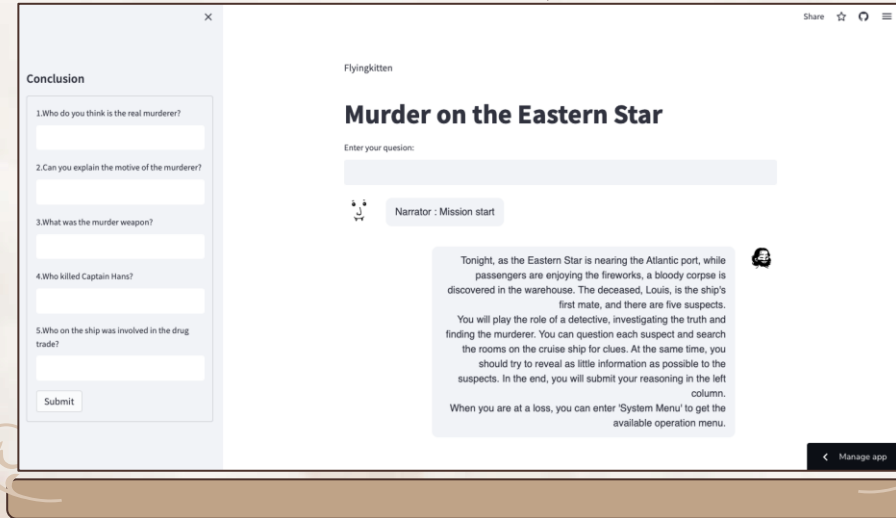 Share
Conclusion
1.Who do you think is the real murderer?
2.Can you explain the motive of the murderer?
3.What was the murder weapon?
4.Who killed Captain Hans?
5.Who on the ship was involved in the drug
trade?
Submit
Flyingkitten
Murder on the Eastern Star
Enter your quesion:
Narrator : Mission start
Tonight, as the Eastern Star is nearing the Atlantic port, while
passengers are enjoying the fireworks, a bloody corpse is
discovered in the warehouse. The deceased, Louis, is the ship's
first mate, and there are five suspects.
You will play the role of a detective, investigating the truth and
finding the murderer. You can question each suspect and search
the rooms on the cruise ship for clues. At the same time, you
should try to reveal as little information as possible to the
suspects. In the end, you will submit your reasoning in the left
column.
When you are at a loss, you can enter 'System Menu' to get the
available operation menu.
Manage app